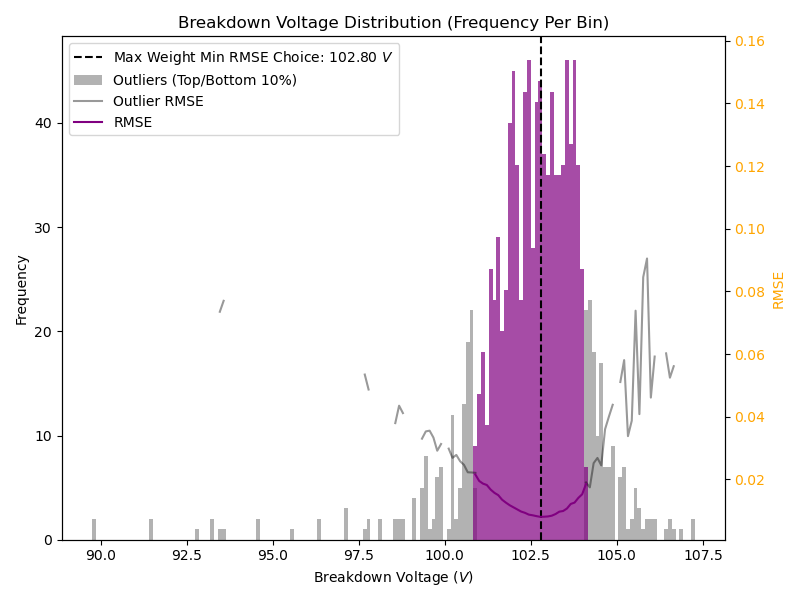 Breakdown Voltage Distribution (Frequency Per Bin)
Max Weight Min RMSE Choice: 102.80 V
Outliers (Top/Bottom 10%)
Outlier RMSE
RMSE
Frequency
0
10
20
30
40
0.16
0.14
0.12
0.10
0.08
0.06
0.04
0.02
RMSE
90.0
92.5
95.0
97.5
100.0
102.5
105.0
107.5
Breakdown Voltage (V)